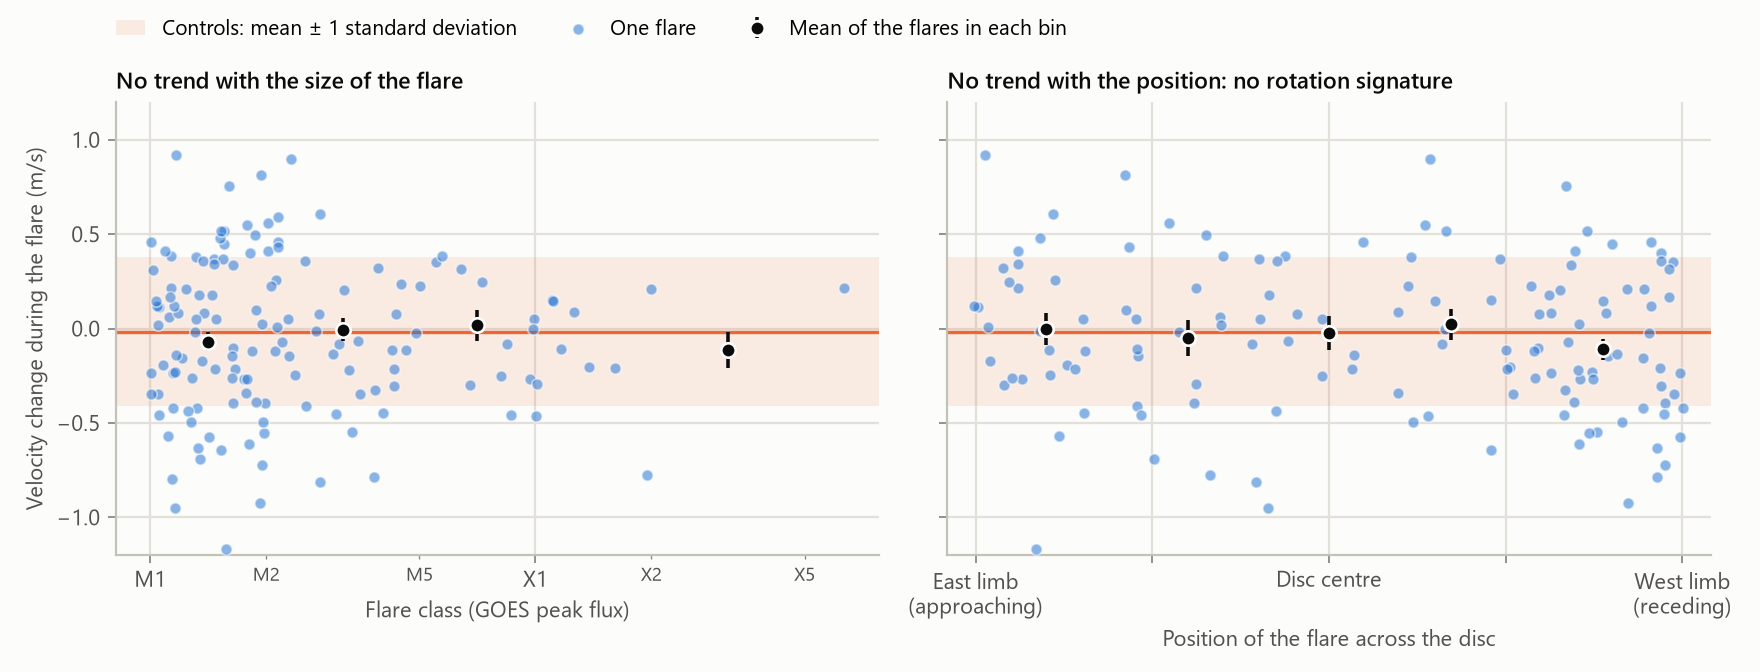 Controls: mean ± 1 standard deviation
One flare
Mean of the flares in each bin
No trend with the size of the flare
No trend with the position: no rotation signature
Velocity change during the flare (m/s)
1.0
0.5
0.0
−0.5
−1.0
M1
M2
M5
X1
X2
X5
Flare class (GOES peak flux)
East limb
(approaching)
Disc centre
West limb
(receding)
Position of the flare across the disc